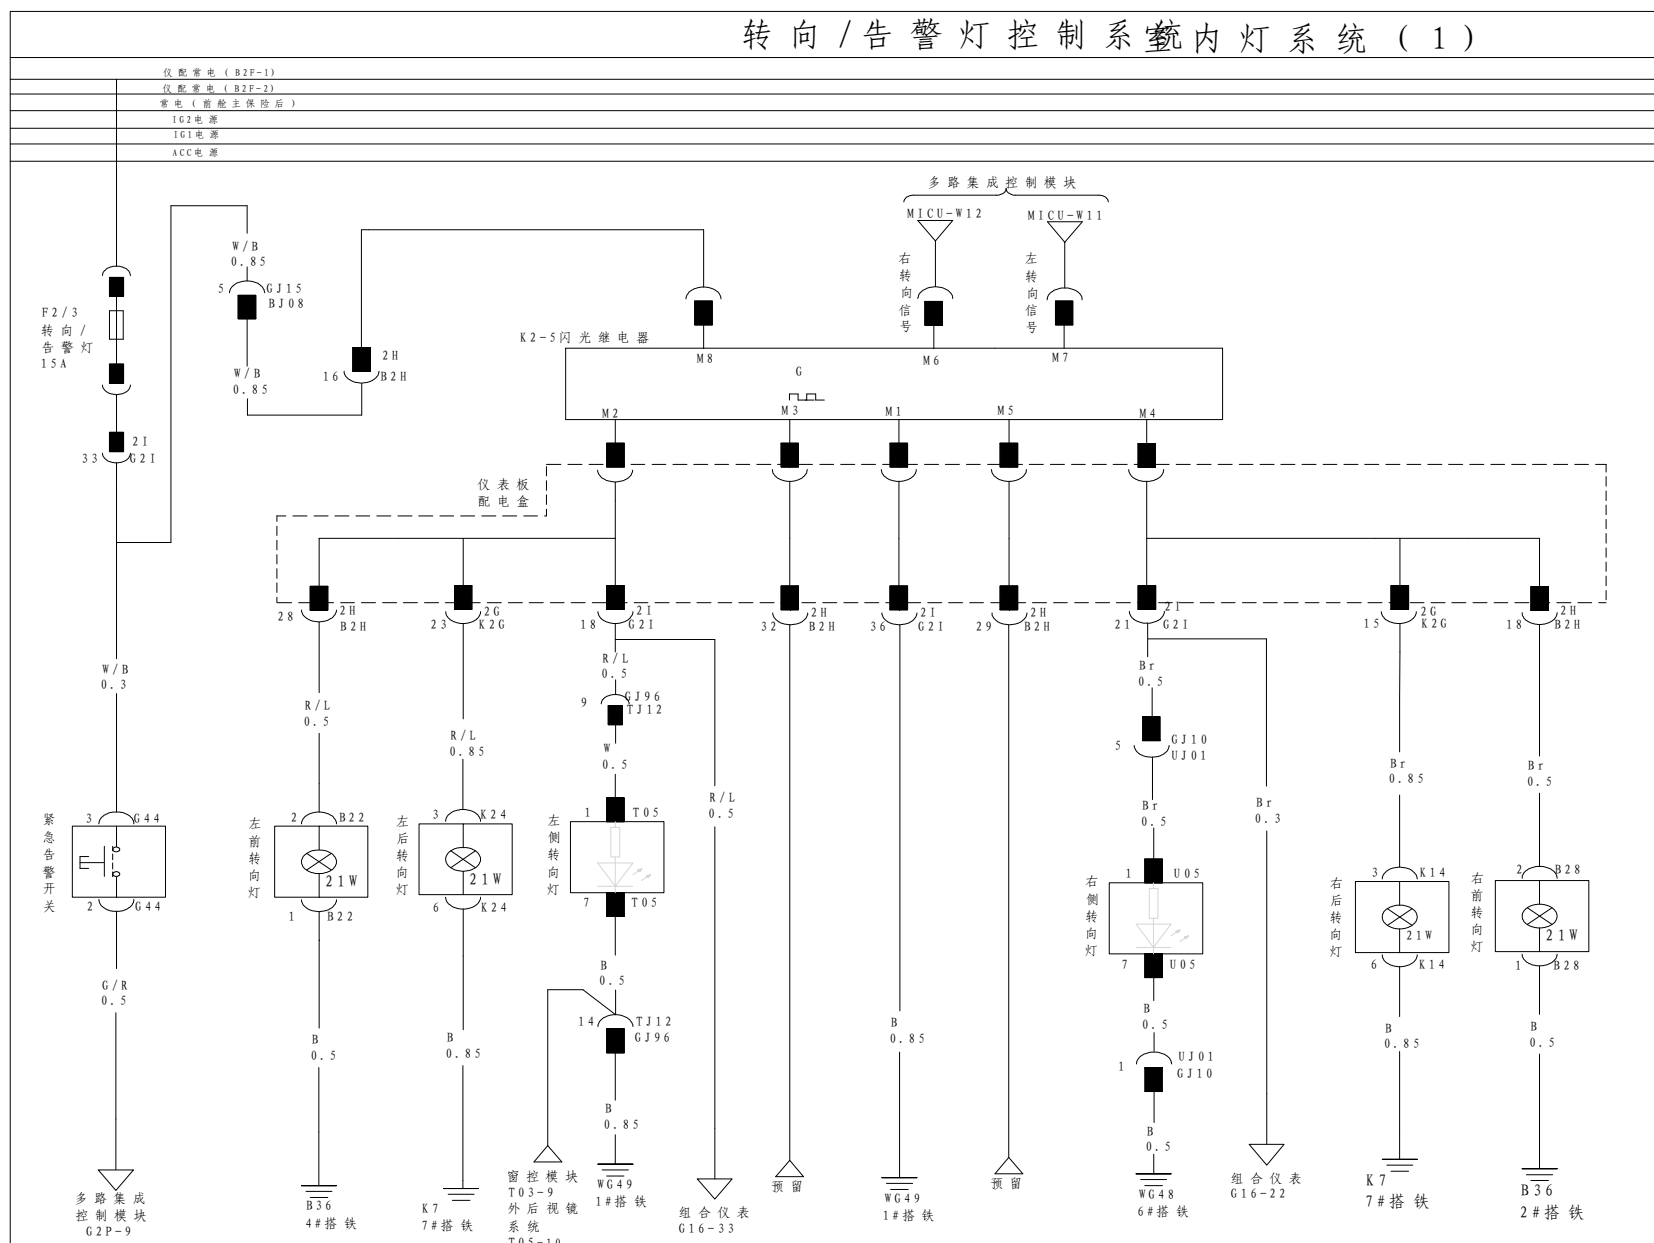 转向/告警灯控制系统
室内灯系统(1)
仪配常电(B2F-1)
仪配常电(B2F-2)
常电(前舱主保险后)
IG2电源
IG1电源
ACC电源
多路集成控制模块
MICU-W12
MICU-W11
右转向信号
左转向信号
W/B
0.85
5
GJ15
BJ08
W/B
0.85
F2/3
转向/
告警灯
15A
2H
16
B2H
K2-5闪光继电器
M8
M6
M7
G
M2
M3
M1
M5
M4
2I
33
G2I
仪表板
配电盒
28
2H
B2H
23
2G
K2G
18
2I
G2I
32
2H
B2H
36
2I
G2I
29
2H
B2H
21
2I
G2I
15
2G
K2G
18
2H
B2H
W/B
0.3
R/L
0.5
R/L
0.85
R/L
0.5
9
GJ96
TJ12
W
0.5
R/L
0.5
Br
0.5
5
GJ10
UJ01
Br
0.5
Br
0.3
Br
0.85
Br
0.5
紧急告警开关
3
G44
2
G44
左前转向灯
2
B22
21W
1
B22
左后转向灯
3
K24
21W
6
K24
左侧转向灯
1
T05
7
T05
右侧转向灯
1
U05
7
U05
右后转向灯
3
K14
21W
6
K14
右前转向灯
2
B28
21W
1
B28
G/R
0.5
B
0.5
B
0.85
B
0.5
14
TJ12
GJ96
B
0.85
B
0.85
B
0.5
1
UJ01
GJ10
B
0.5
B
0.85
B
0.5
多路集成
控制模块
G2P-9
B36
4#搭铁
K7
7#搭铁
窗控模块
T03-9
外后视镜
系统
T05-10
WG49
1#搭铁
组合仪表
G16-33
预留
WG49
1#搭铁
预留
WG48
6#搭铁
组合仪表
G16-22
K7
7#搭铁
B36
2#搭铁